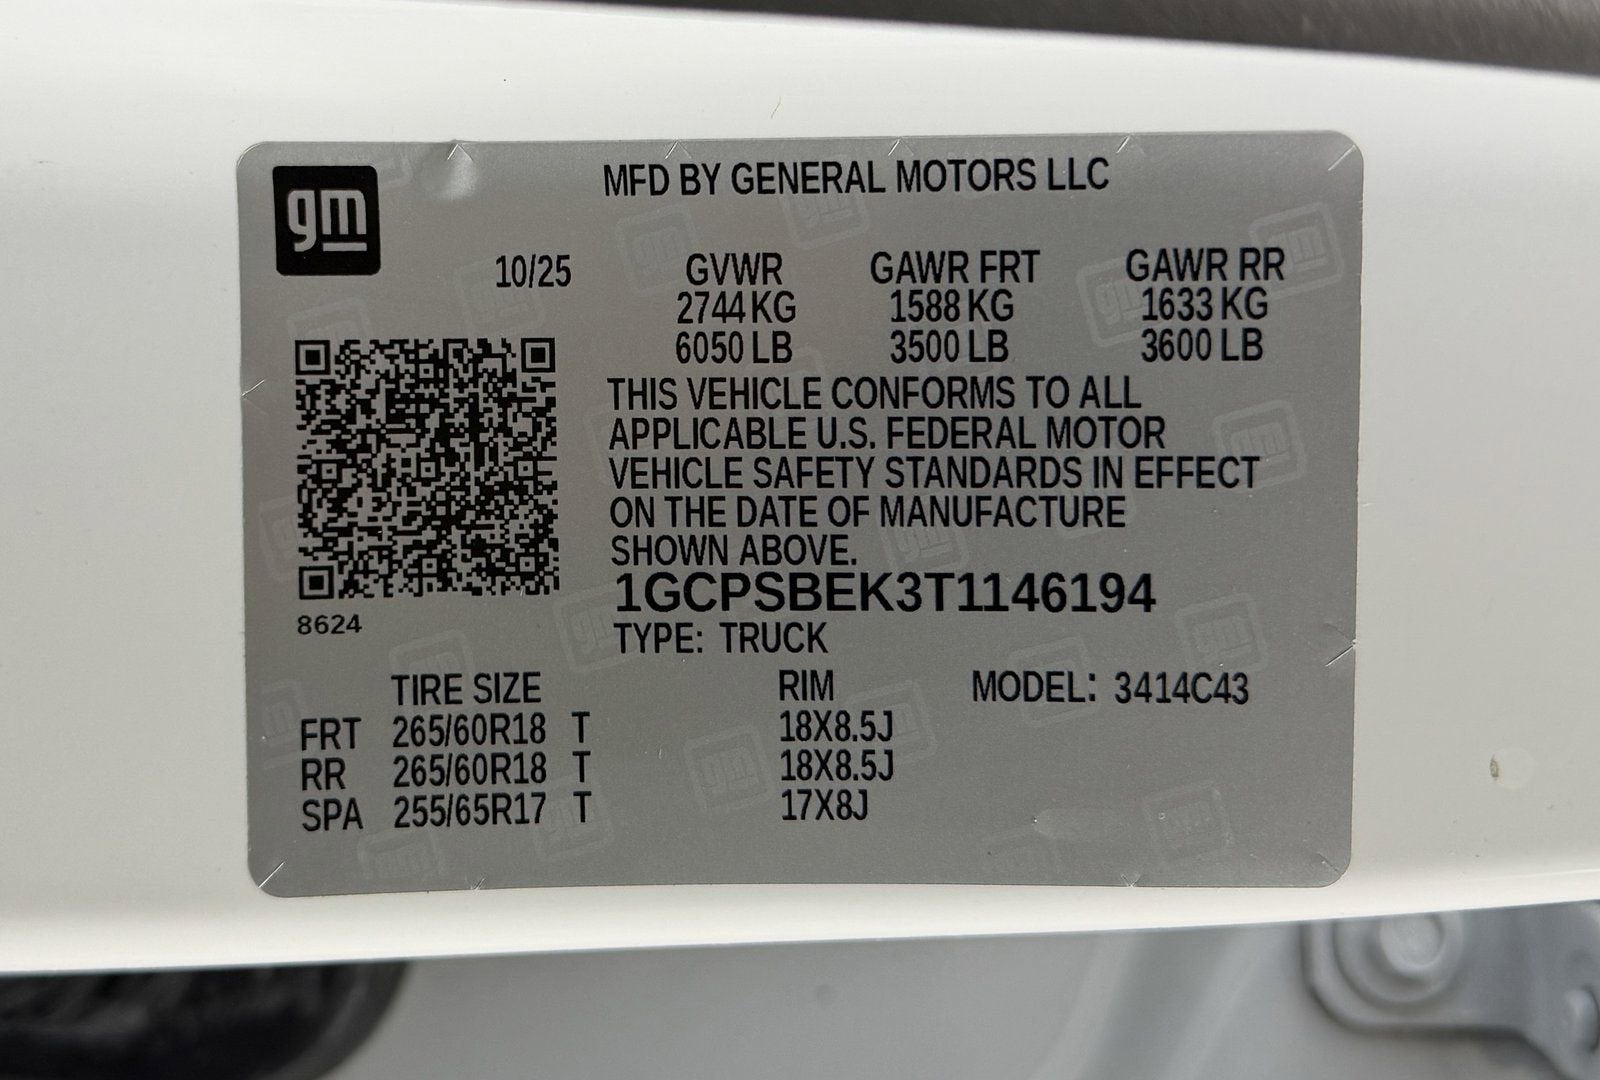 gm
MFD BY GENERAL MOTORS LLC
10/25 GVWR GAWR FRT GAWR RR
2744 KG 1588 KG 1633 KG
6050 LB 3500 LB 3600 LB
THIS VEHICLE CONFORMS TO ALL
APPLICABLE U.S. FEDERAL MOTOR
VEHICLE SAFETY STANDARDS IN EFFECT
ON THE DATE OF MANUFACTURE
SHOWN ABOVE.
1GCPSBEK3T1146194
8624
TYPE: TRUCK
TIRE SIZE RIM MODEL: 3414C43
FRT 265/60R18 T 18X8.5J
RR 265/60R18 T 18X8.5J
SPA 255/65R17 T 17X8J